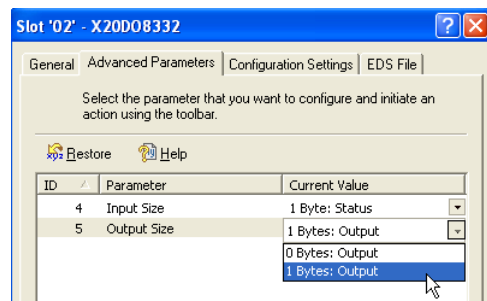 Slot '02' - X20DO8332
General Advanced Parameters Configuration Settings EDS File
Select the parameter that you want to configure and initiate an
action using the toolbar.
Restore Help
ID Parameter Current Value
4 Input Size 1 Byte: Status
5 Output Size 1 Bytes: Output
0 Bytes: Output
1 Bytes: Output